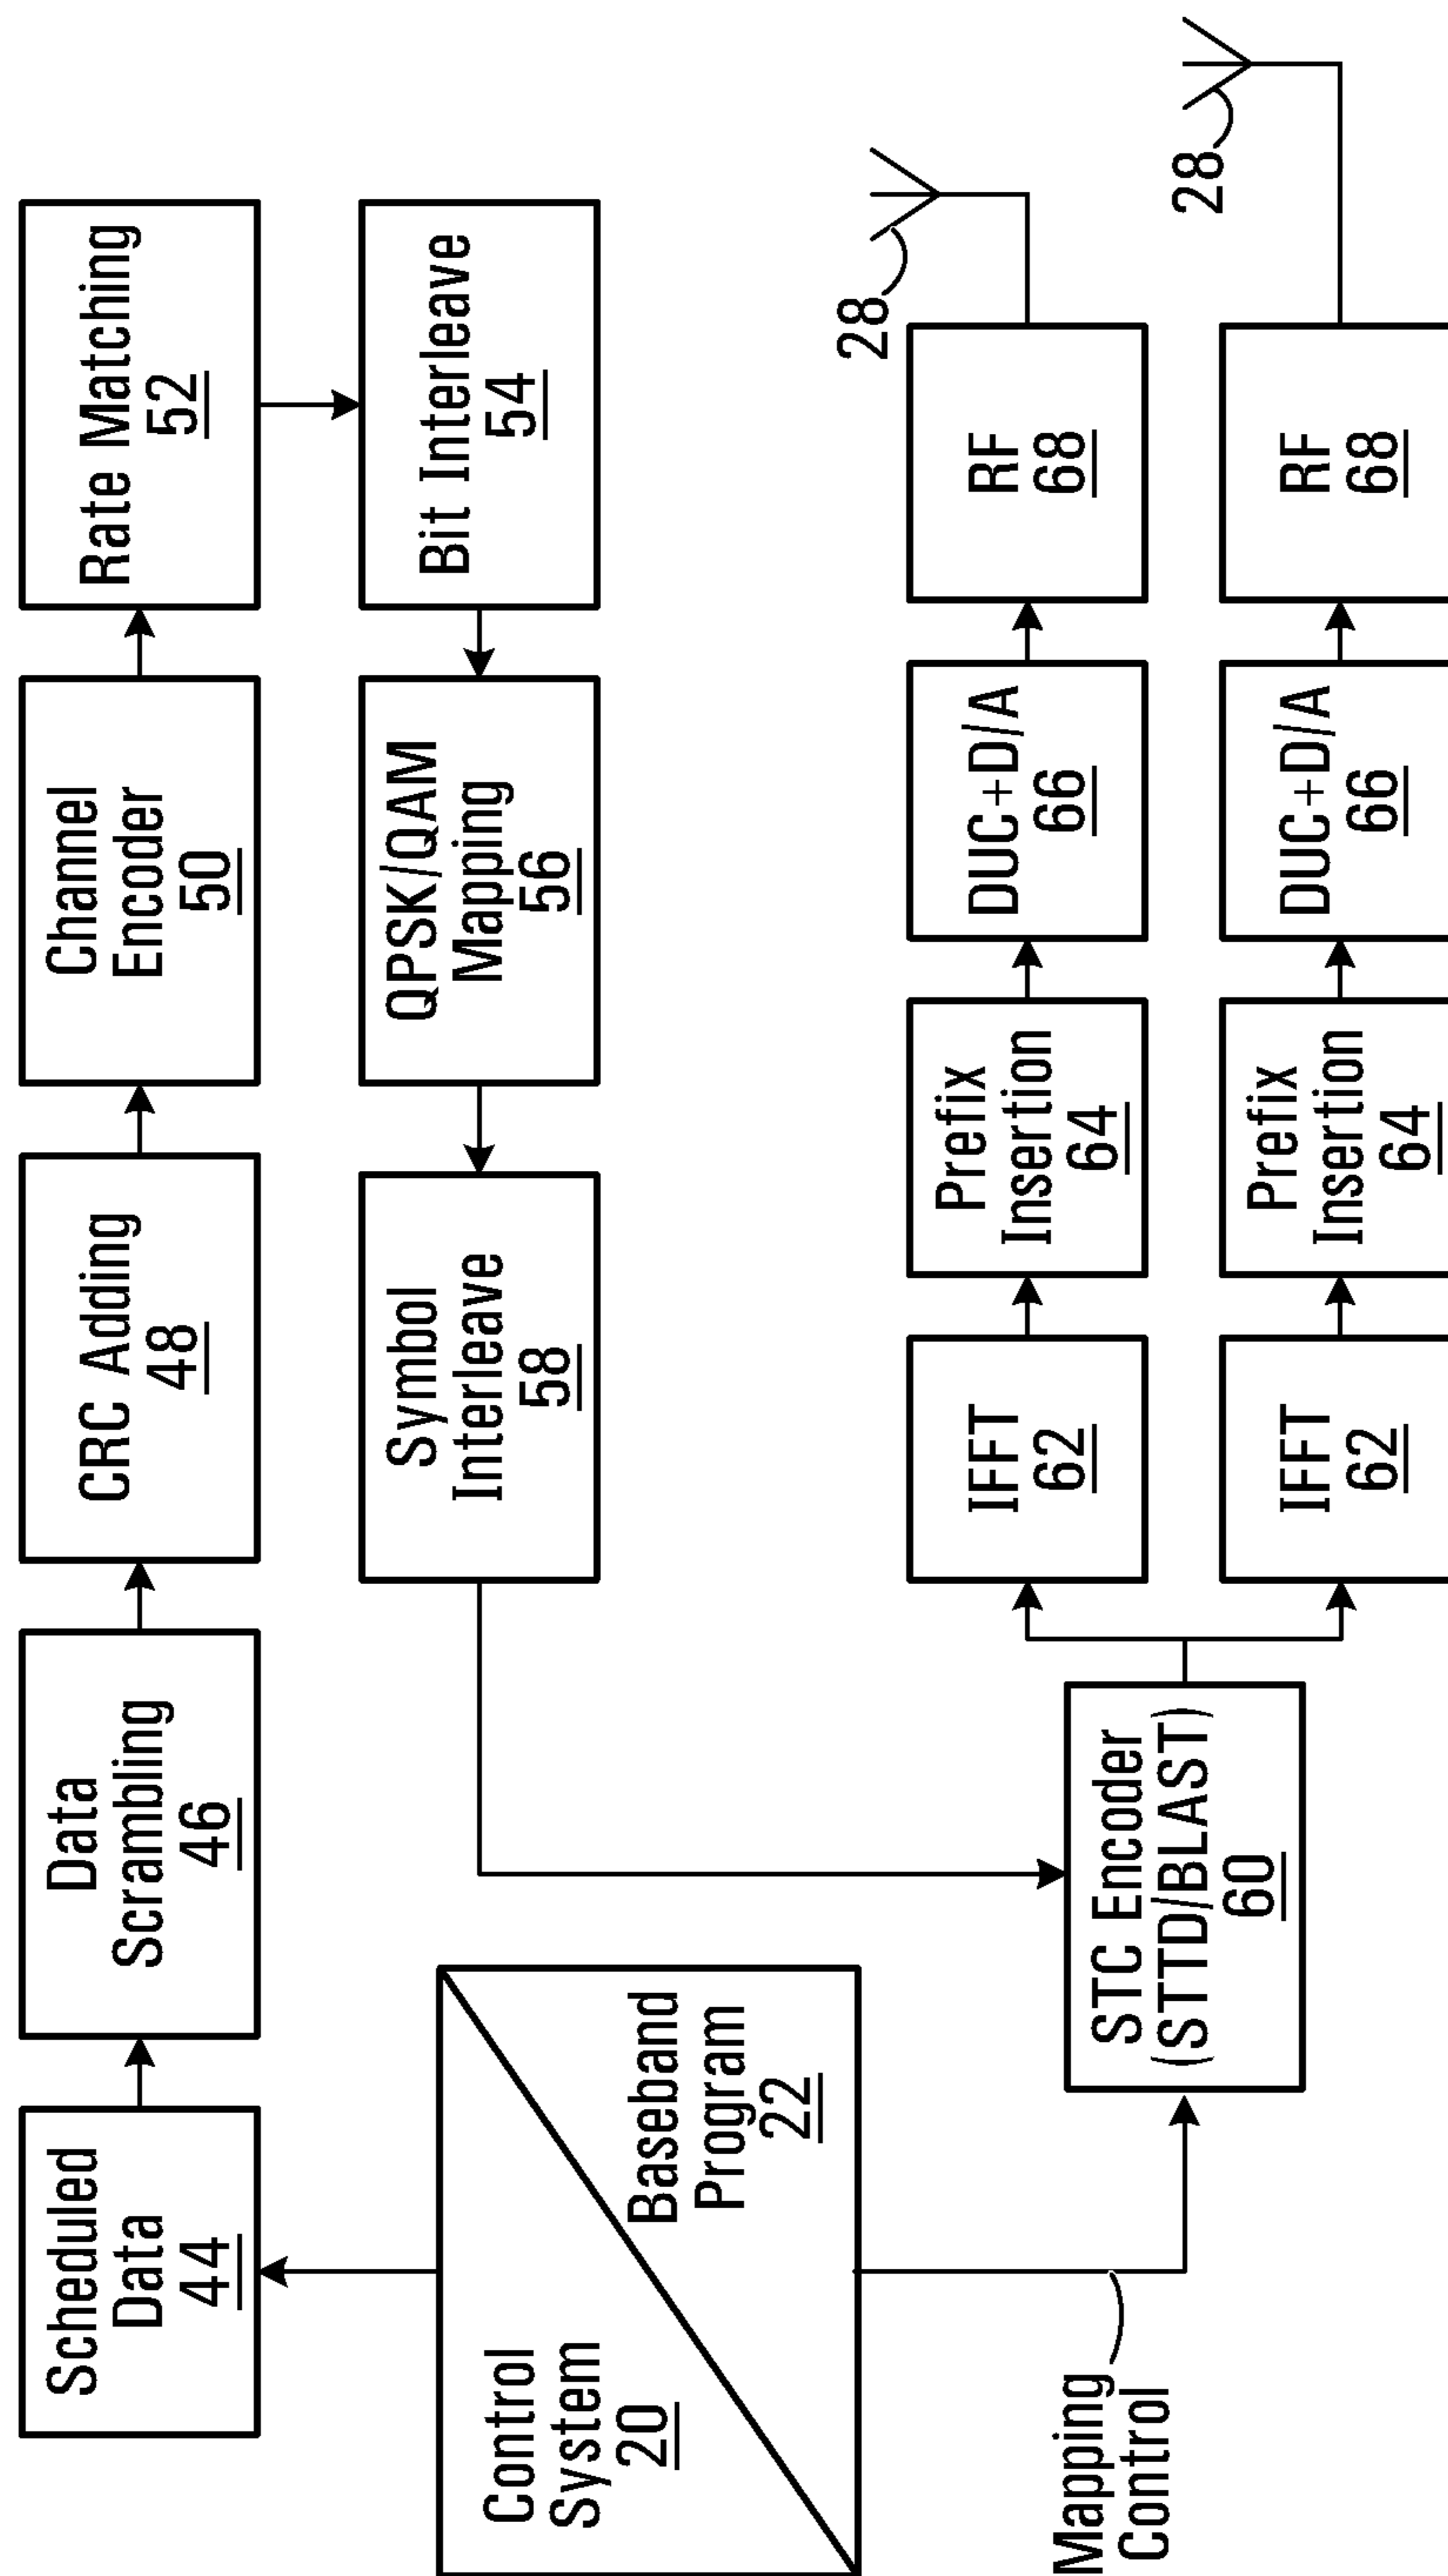 Scheduled
Data
44
Data
Scrambling
46
CRC Adding
48
Channel
Encoder
50
Rate Matching
52
Control
System
20
Baseband
Program
22
Symbol
Interleave
58
QPSK/QAM
Mapping
56
Bit Interleave
54
Mapping
Control
STC Encoder
(STTD/BLAST)
60
IFFT
62
Prefix
Insertion
64
DUC+D/A
66
RF
68
28
IFFT
62
Prefix
Insertion
64
DUC+D/A
66
RF
68
28